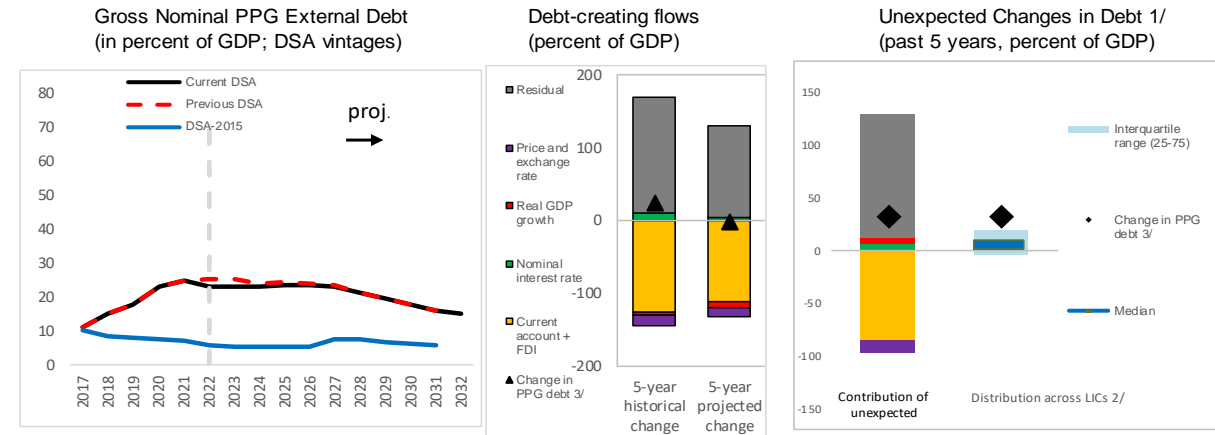 Gross Nominal PPG External Debt
(in percent of GDP; DSA vintages)
Current DSA
Previous DSA
DSA-2015
proj.
80
70
60
50
40
30
20
10
0
2017
2018
2019
2020
2021
2022
2023
2024
2025
2026
2027
2028
2029
2030
2031
2032
Debt-creating flows
(percent of GDP)
Residual
Price and
exchange
rate
Real GDP
growth
Nominal
interest rate
Current
account +
FDI
Change in
PPG debt 3/
200
100
0
-100
-200
5-year
historical
change
5-year
projected
change
Unexpected Changes in Debt 1/
(past 5 years, percent of GDP)
150
100
50
0
-50
-100
-150
Interquartile
range (25-75)
Change in PPG
debt 3/
Median
Contribution of
unexpected
Distribution across LICs 2/